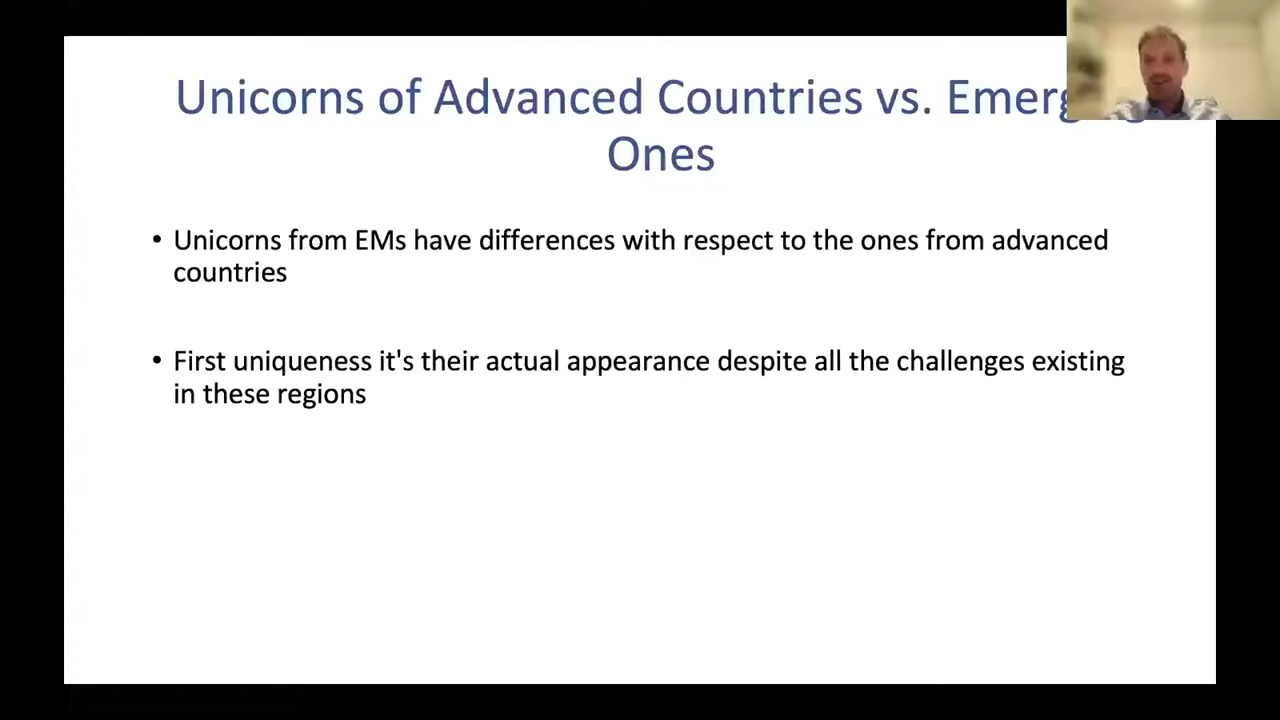 Unicorns of Advanced Countries vs.
Ones
• Unicorns from EMs have differences with respect to the ones from advanced
countries
• First uniqueness it's their actual appearance despite all the challenges existing
in these regions